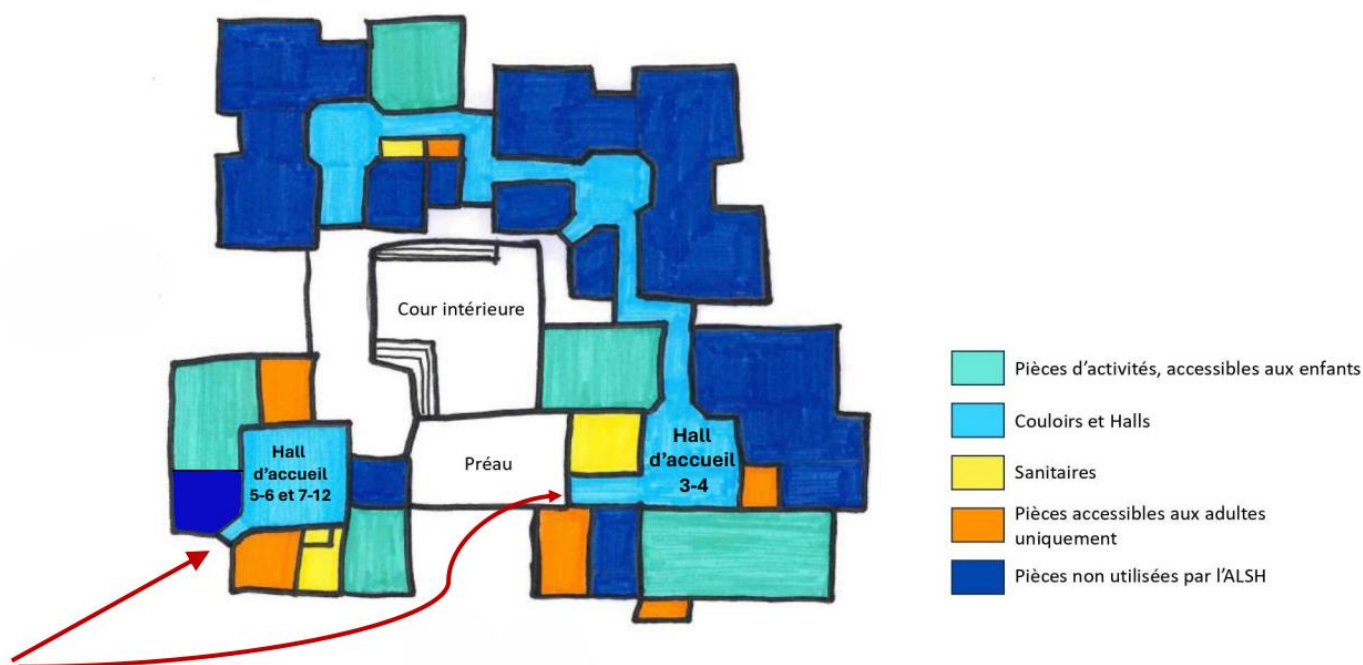 Cour intérieure
Préau
Hall
d’accueil
5-6 et 7-12
Hall
d’accueil
3-4
Pièces d’activités, accessibles aux enfants
Couloirs et Halls
Sanitaires
Pièces accessibles aux adultes
uniquement
Pièces non utilisées par l’ALSH